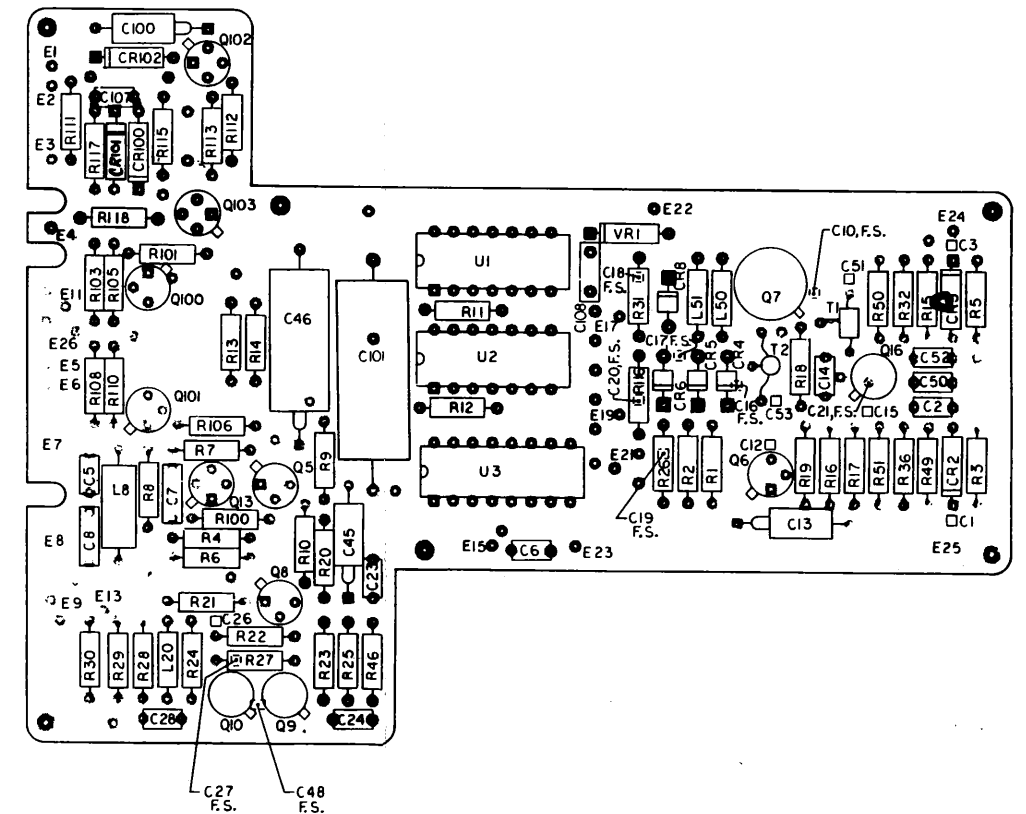 C100
Q102
E1
CR102
E2
C107
R111
R117
CR101
CR100
R115
R113
R112
E3
R118
Q103
E4
R101
R103
R105
Q100
E11
E26
E5
E6
R108
R110
Q101
R13
R14
C46
C101
R106
E7
R7
C5
L8
R8
C7
Q13
Q5
R9
R100
E8
C8
R4
R6
R10
R20
C45
C23
Q8
E9
E13
R21
C26
R22
R27
R30
R29
R28
L20
R24
R23
R25
R46
C28
Q10
Q9
C24
C27
F.S.
C48
F.S.
U1
R11
U2
R12
U3
E15
C6
E23
E22
VR1
C18
F.S.
C108
R31
CR8
L51
L50
Q7
C10, F.S.
E17
C17 F.S.
C20, F.S.
CR6
CR5
CR4
C16
F.S.
E19
E21
R26
R2
R1
C19
F.S.
T2
C53
C12
Q6
C51
T1
R18
C14
C21, F.S.
C15
Q16
R50
R32
R15
E24
C3
R5
C52
C50
C2
R19
R16
R17
R51
R36
R49
CR2
R3
C13
C1
E25